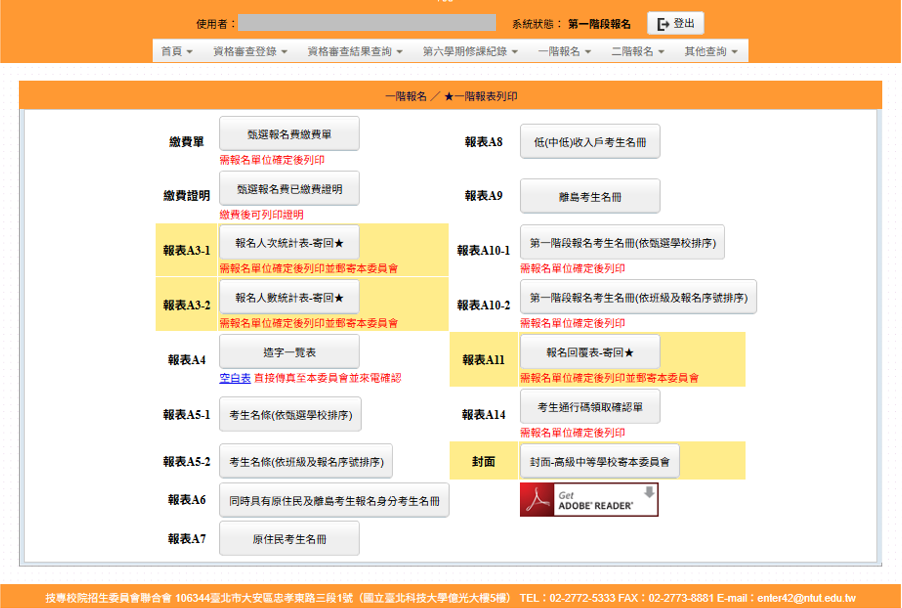 使用者：
系統狀態： 第一階段報名
登出
首頁
資格審查登錄
資格審查結果查詢
第六學期修課紀錄
一階報名
二階報名
其他查詢
一階報名 ／ ★一階報表列印
繳費單
甄選報名費繳費單
需報名單位確定後列印
報表A8
低(中低)收入戶考生名冊
繳費證明
甄選報名費已繳費證明
繳費後可列印證明
報表A9
離島考生名冊
報表A3-1
報名人次統計表-寄回★
需報名單位確定後列印並郵寄本委員會
報表A10-1
第一階段報名考生名冊(依甄選學校排序)
需報名單位確定後列印
報表A3-2
報名人數統計表-寄回★
需報名單位確定後列印並郵寄本委員會
報表A10-2
第一階段報名考生名冊(依班級及報名序號排序)
需報名單位確定後列印
報表A4
造字一覽表
空白表 直接傳真至本委員會並來電確認
報表A11
報名回覆表-寄回★
需報名單位確定後列印並郵寄本委員會
報表A5-1
考生名條(依甄選學校排序)
報表A14
考生通行碼領取確認單
需報名單位確定後列印
報表A5-2
考生名條(依班級及報名序號排序)
封面
封面-高級中等學校寄本委員會
報表A6
同時具有原住民及離島考生報名身分考生名冊
Get
ADOBE® READER®
報表A7
原住民考生名冊
技專校院招生委員會聯合會 106344臺北市大安區忠孝東路三段1號（國立臺北科技大學億光大樓5樓） TEL：02-2772-5333 FAX：02-2773-8881 E-mail：enter42@ntut.edu.tw